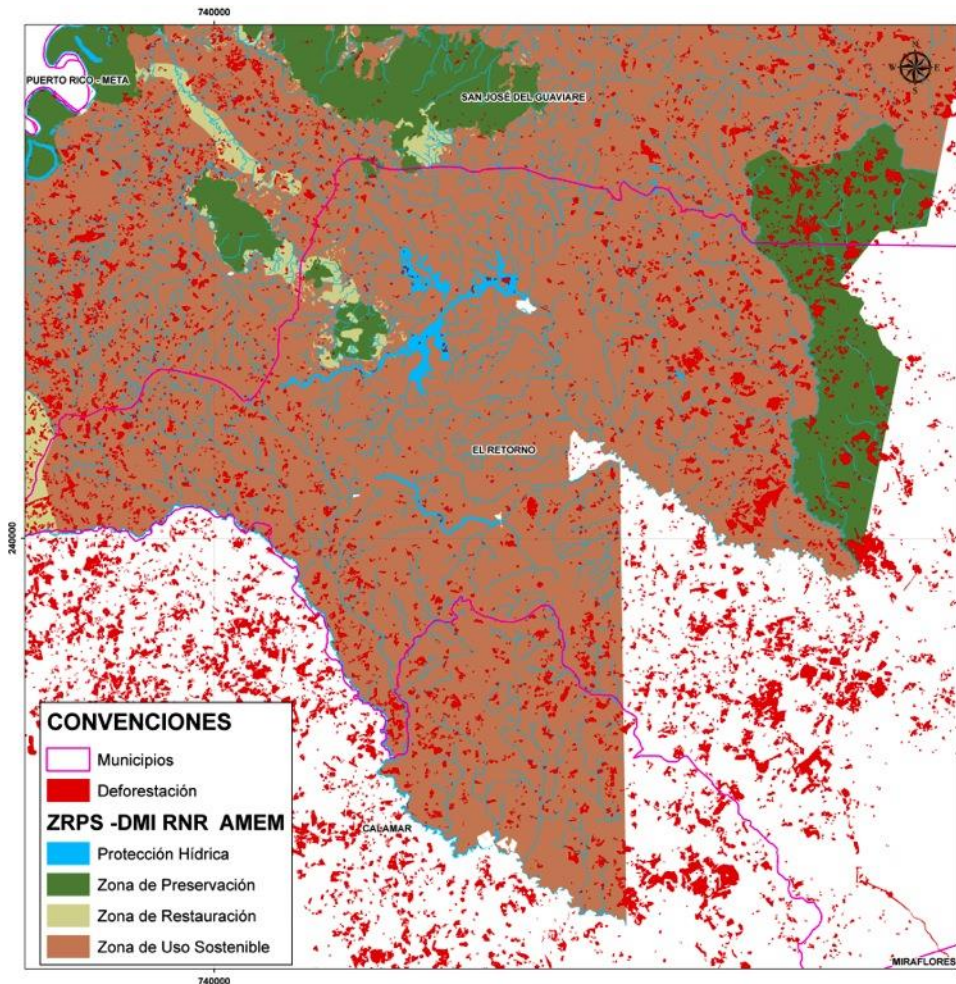 740000
PUERTO RICO - META
N
W E
S
SAN JOSÉ DEL GUAVIARE
EL RETORNO
240000
CONVENCIONES
Municipios
Deforestación
ZRPS -DMI RNR AMEM
Protección Hídrica
Zona de Preservación
Zona de Restauración
Zona de Uso Sostenible
CALAMAR
MIRAFLORES
740000